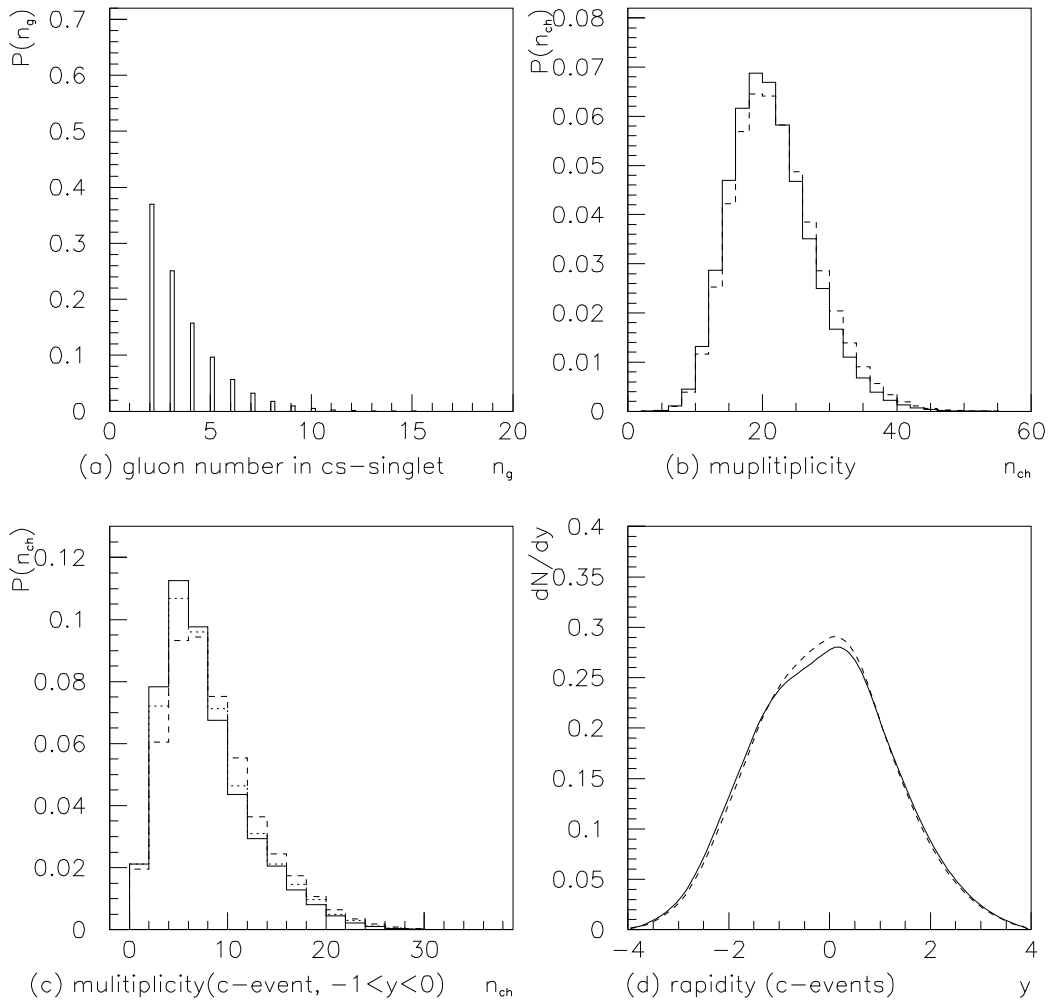 P(n_g)
0.7
0.6
0.5
0.4
0.3
0.2
0.1
0
0 5 10 15 20
(a) gluon number in cs-singlet n_g
P(n_ch)
0.08
0.07
0.06
0.05
0.04
0.03
0.02
0.01
0
0 20 40 60
(b) muplitiplicity n_ch
P(n_ch)
0.12
0.1
0.08
0.06
0.04
0.02
0
0 10 20 30
(c) mulitiplicity(c-event, -1<y<0) n_ch
dN/dy
0.4
0.35
0.3
0.25
0.2
0.15
0.1
0.05
0
-4 -2 0 2 4
(d) rapidity (c-events) y